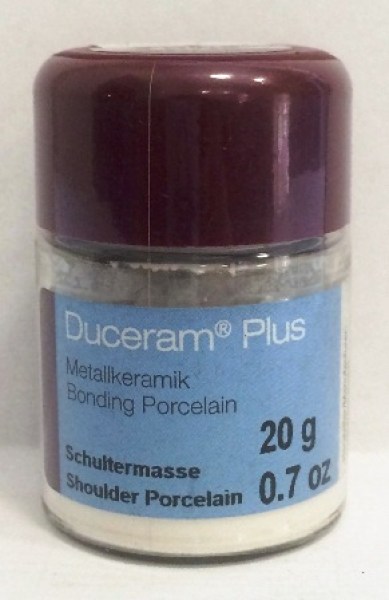 Duceram® Plus
Metallkeramik
Bonding Porcelain
20 g
Schultermasse
Shoulder Porcelain 0.7 oz